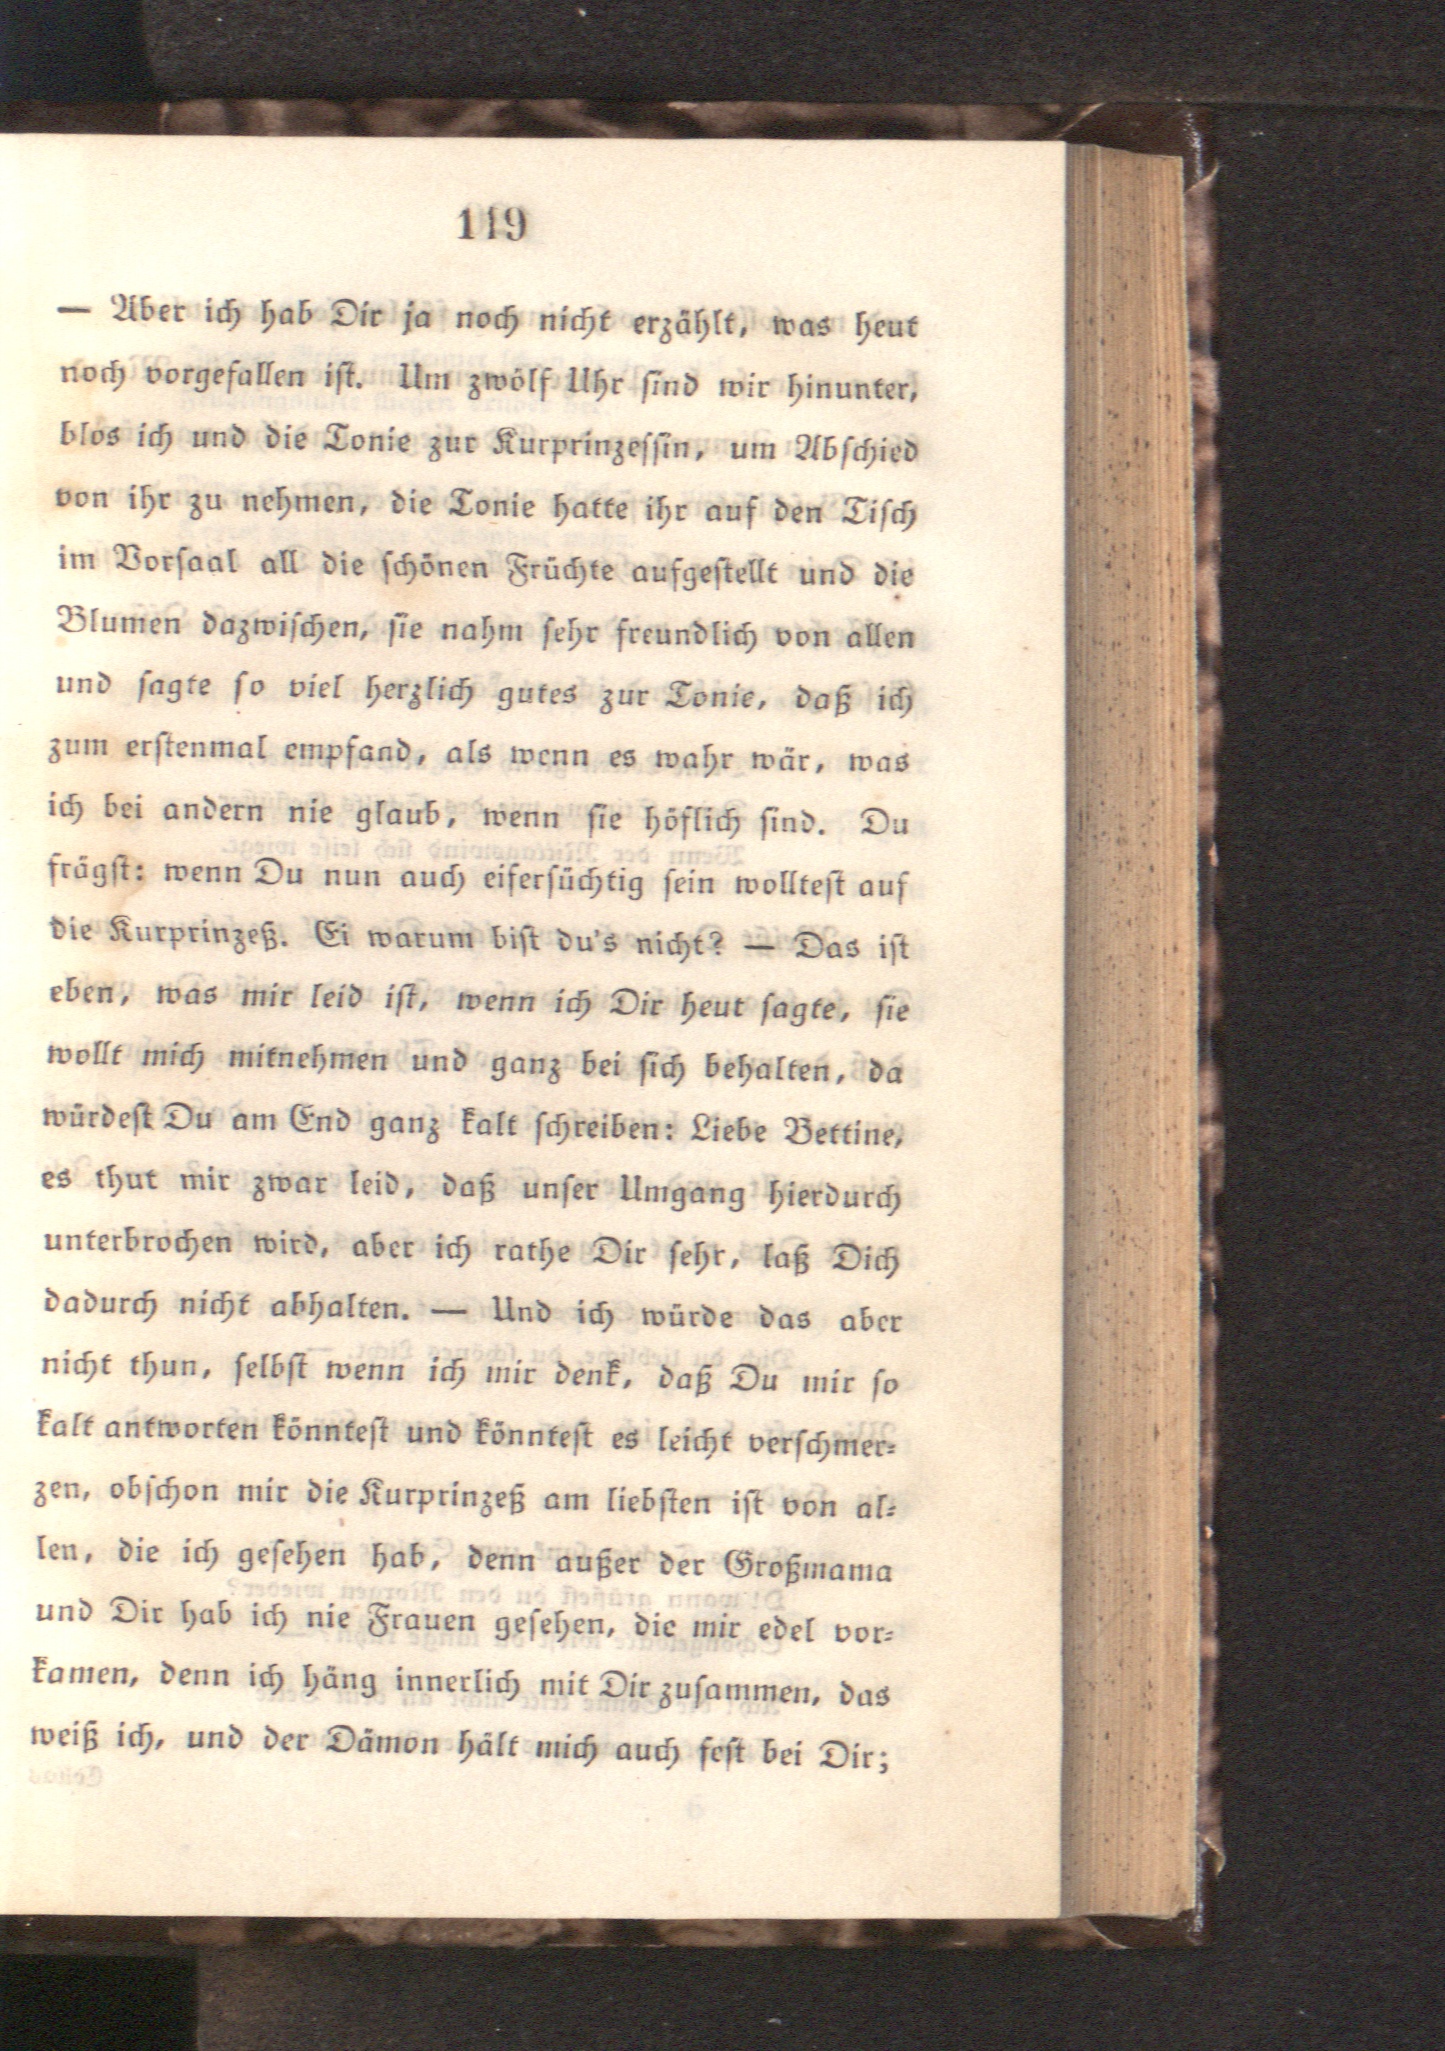 119
— Aber ich hab Dir ja noch nicht erzählt, was heut
noch vorgefallen ist. Um zwölf Uhr sind wir hinunter,
blos ich und die Tonie zur Kurprinzessin, um Abschied
von ihr zu nehmen, die Tonie hatte ihr auf den Tisch
im Vorsaal all die schönen Früchte aufgestellt und die
Blumen dazwischen, sie nahm sehr freundlich von allen
und sagte so viel herzlich gutes zur Tonie, daß ich
zum erstenmal empfand, als wenn es wahr wär, was
ich bei andern nie glaub, wenn sie höflich sind. Du
frägst: wenn Du nun auch eifersüchtig sein wolltest auf
die Kurprinzeß. Ei warum bist du's nicht? — Das ist
eben, was mir leid ist, wenn ich Dir heut sagte, sie
wollt mich mitnehmen und ganz bei sich behalten, da
würdest Du am End ganz kalt schreiben: Liebe Bettine,
es thut mir zwar leid, daß unser Umgang hierdurch
unterbrochen wird, aber ich rathe Dir sehr, laß Dich
dadurch nicht abhalten. — Und ich würde das aber
nicht thun, selbst wenn ich mir denk, daß Du mir so
kalt antworten könntest und könntest es leicht verschmer-
zen, obschon mir die Kurprinzeß am liebsten ist von al-
len, die ich gesehen hab, denn außer der Großmama
und Dir hab ich nie Frauen gesehen, die mir edel vor-
kamen, denn ich häng innerlich mit Dir zusammen, das
weiß ich, und der Dämon hält mich auch fest bei Dir;